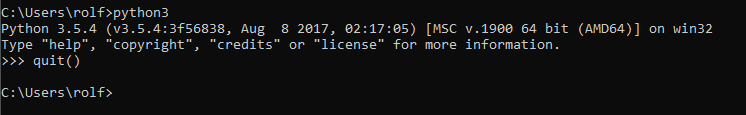 C:\Users\rolf>python3
Python 3.5.4 (v3.5.4:3f56838, Aug  8 2017, 02:17:05) [MSC v.1900 64 bit (AMD64)] on win32
Type "help", "copyright", "credits" or "license" for more information.
>>> quit()
C:\Users\rolf>